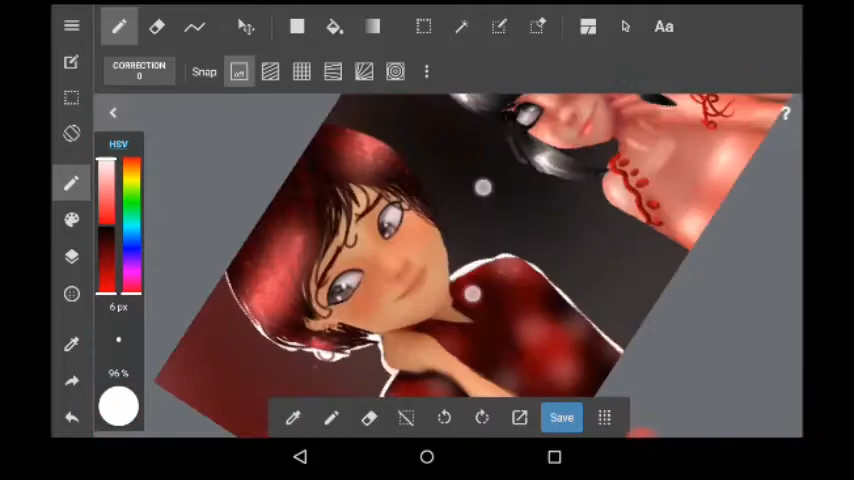 Aa
CORRECTION
0
Snap
off
?
HSV
6 px
96 %
Save